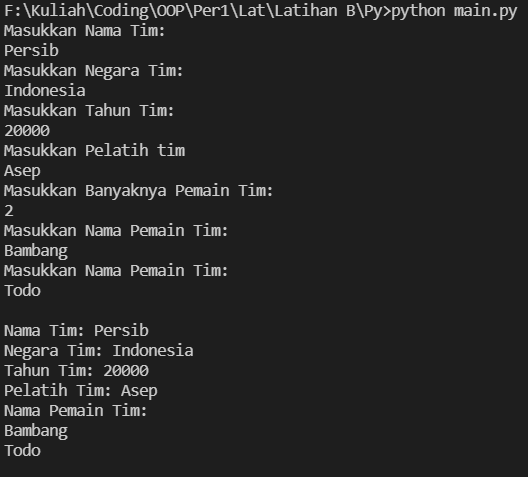 F:\Kuliah\Coding\OOP\Per1\Lat\Latihan B\Py>python main.py
Masukkan Nama Tim:
Persib
Masukkan Negara Tim:
Indonesia
Masukkan Tahun Tim:
20000
Masukkan Pelatih tim
Asep
Masukkan Banyaknya Pemain Tim:
2
Masukkan Nama Pemain Tim:
Bambang
Masukkan Nama Pemain Tim:
Todo

Nama Tim: Persib
Negara Tim: Indonesia
Tahun Tim: 20000
Pelatih Tim: Asep
Nama Pemain Tim:
Bambang
Todo